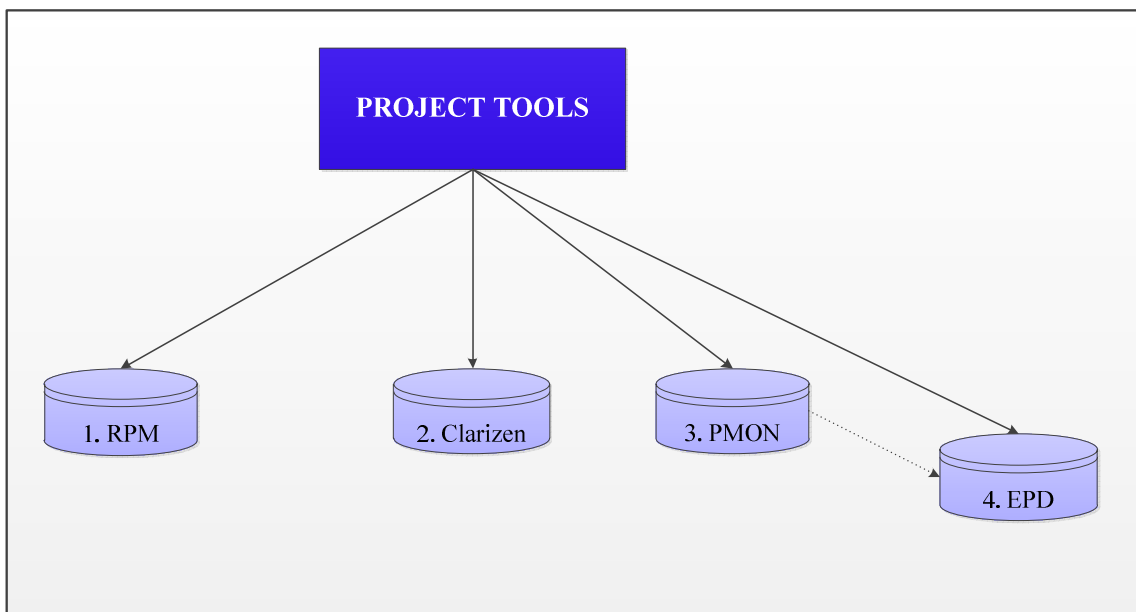 PROJECT TOOLS
1. RPM
2. Clarizen
3. PMON
4. EPD